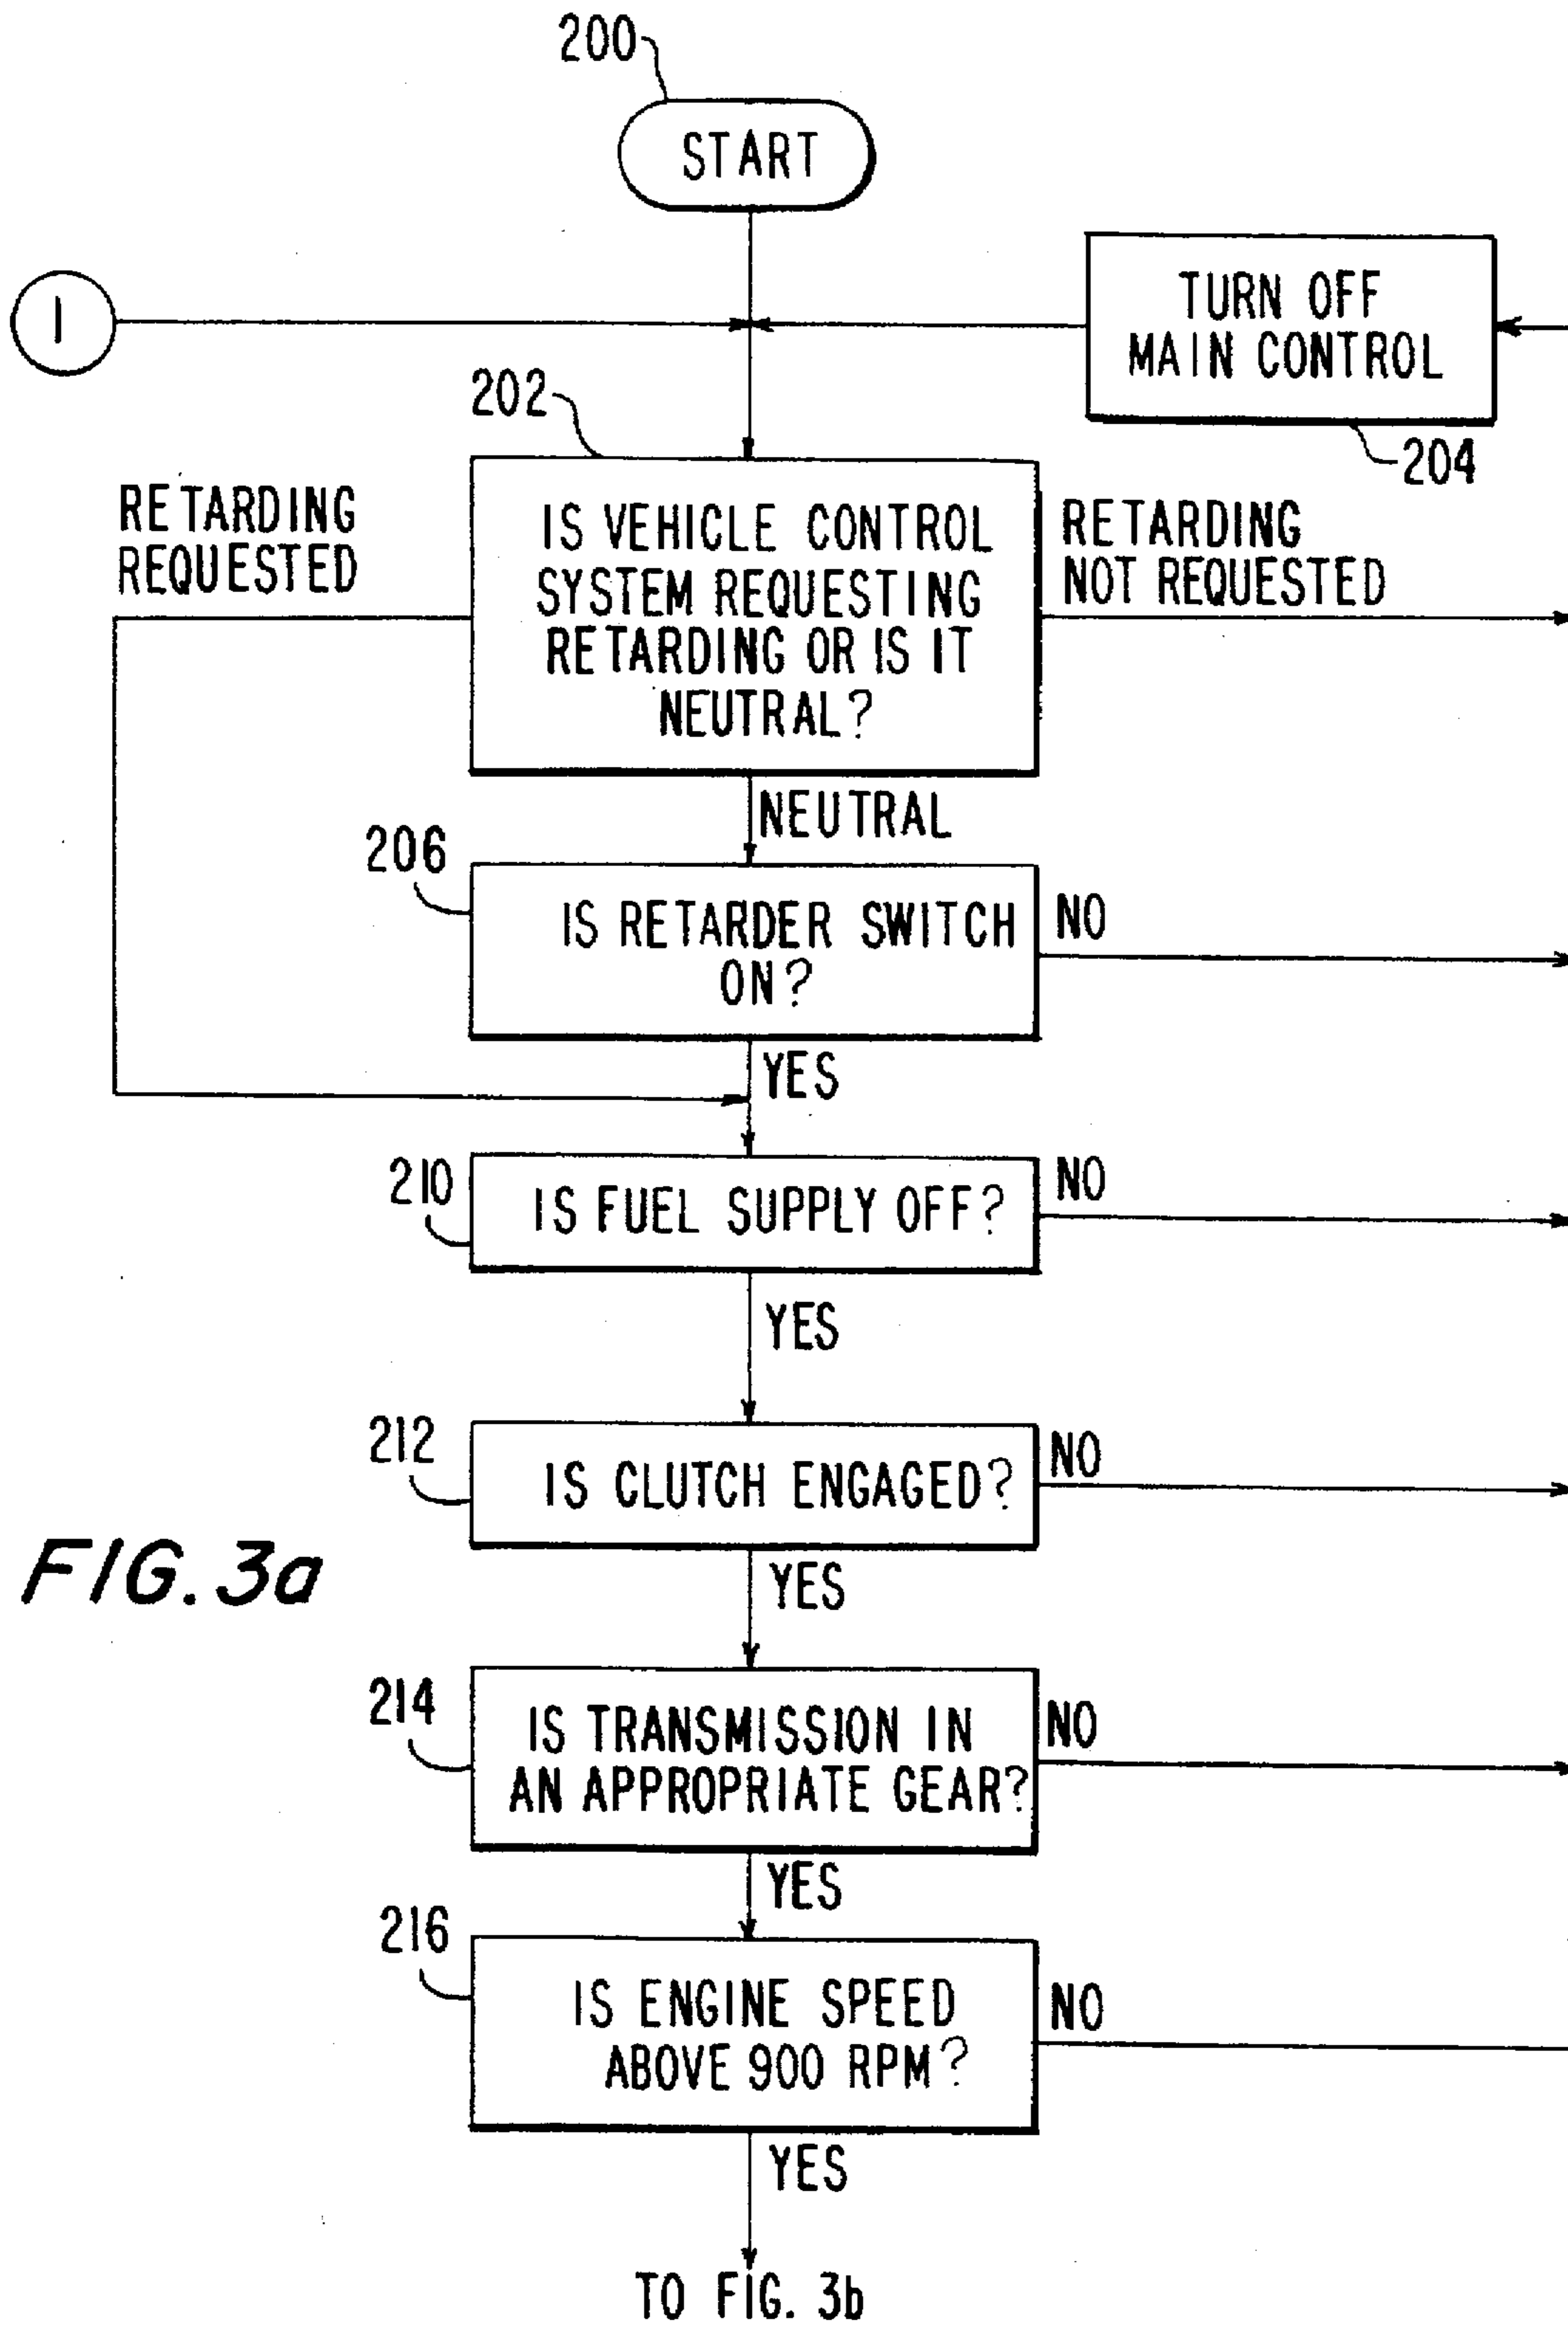 200
START
1
TURN OFF
MAIN CONTROL
204
202
RETARDING
REQUESTED
IS VEHICLE CONTROL
SYSTEM REQUESTING
RETARDING OR IS IT
NEUTRAL?
RETARDING
NOT REQUESTED
NEUTRAL
206
IS RETARDER SWITCH
ON?
NO
YES
210
IS FUEL SUPPLY OFF?
NO
YES
212
IS CLUTCH ENGAGED?
NO
FIG. 3a
YES
214
IS TRANSMISSION IN
AN APPROPRIATE GEAR?
NO
YES
216
IS ENGINE SPEED
ABOVE 900 RPM?
NO
YES
TO FIG. 3b